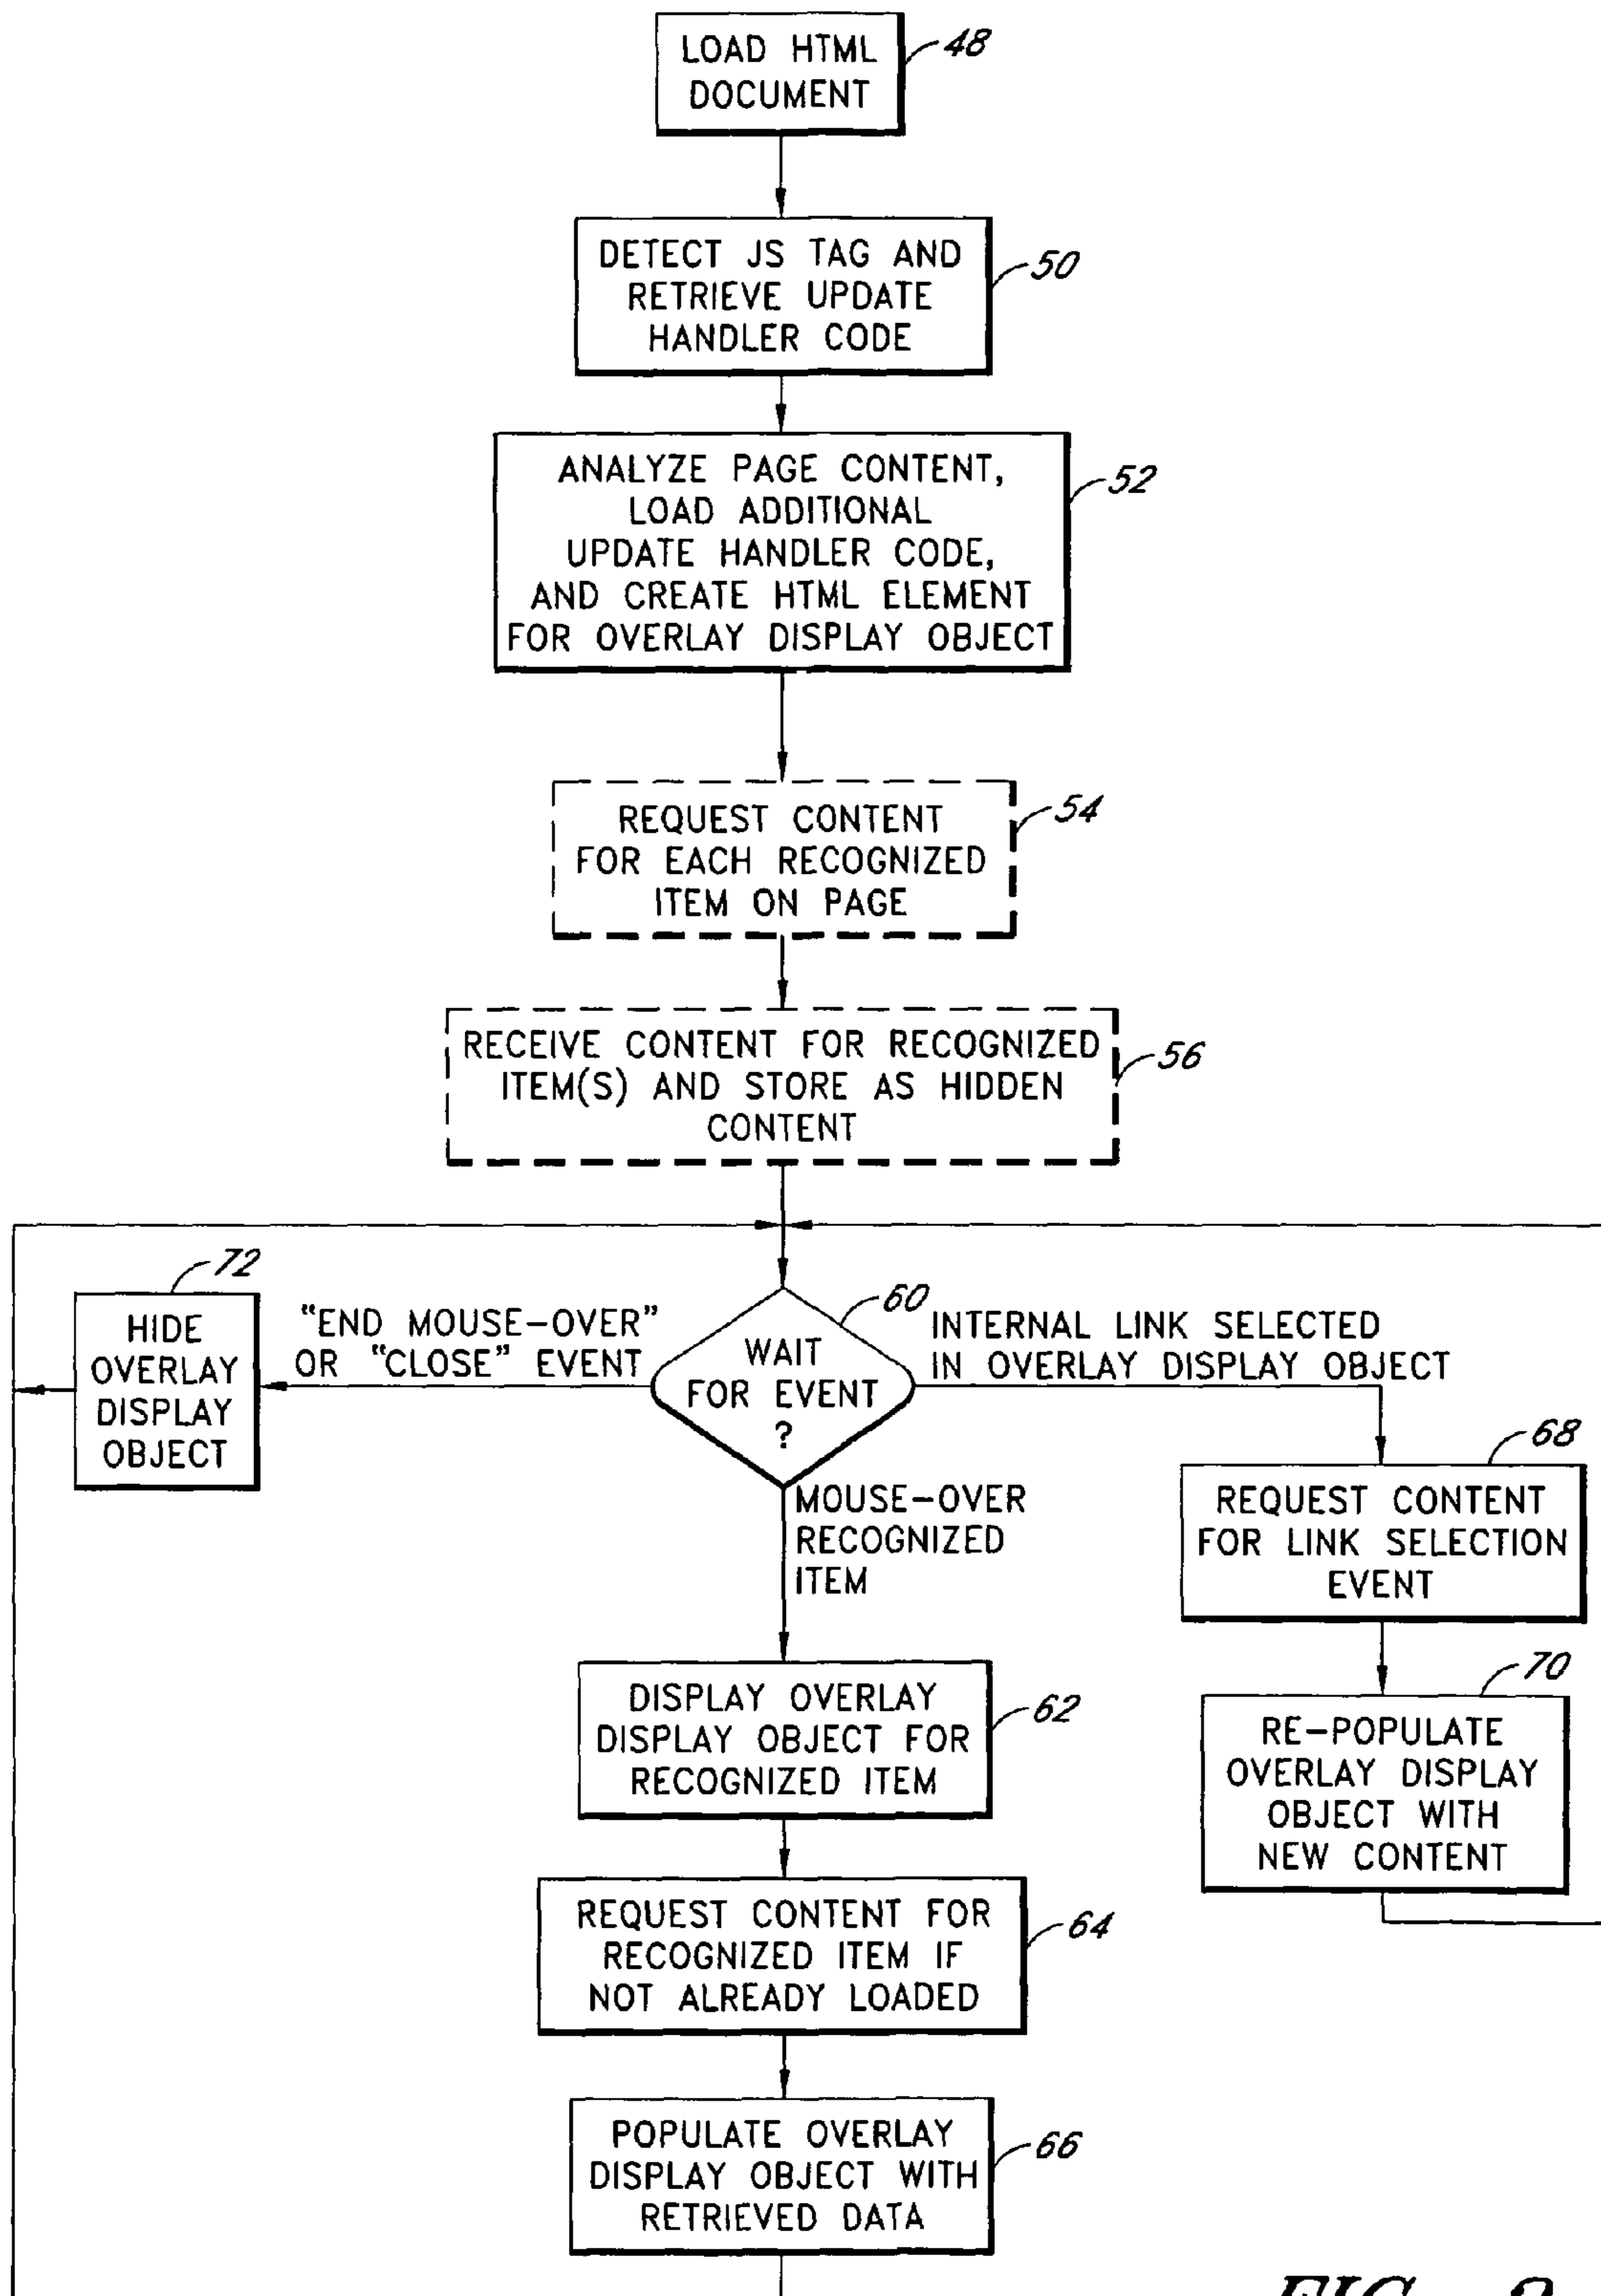 LOAD HTML
DOCUMENT
48
DETECT JS TAG AND
RETRIEVE UPDATE
HANDLER CODE
50
ANALYZE PAGE CONTENT,
LOAD ADDITIONAL
UPDATE HANDLER CODE,
AND CREATE HTML ELEMENT
FOR OVERLAY DISPLAY OBJECT
52
REQUEST CONTENT
FOR EACH RECOGNIZED
ITEM ON PAGE
54
RECEIVE CONTENT FOR RECOGNIZED
ITEM(S) AND STORE AS HIDDEN
CONTENT
56
72
HIDE
OVERLAY
DISPLAY
OBJECT
“END MOUSE-OVER”
OR “CLOSE” EVENT
60
WAIT
FOR EVENT
?
INTERNAL LINK SELECTED
IN OVERLAY DISPLAY OBJECT
MOUSE-OVER
RECOGNIZED
ITEM
68
REQUEST CONTENT
FOR LINK SELECTION
EVENT
70
RE-POPULATE
OVERLAY DISPLAY
OBJECT WITH
NEW CONTENT
DISPLAY OVERLAY
DISPLAY OBJECT FOR
RECOGNIZED ITEM
62
REQUEST CONTENT FOR
RECOGNIZED ITEM IF
NOT ALREADY LOADED
64
POPULATE OVERLAY
DISPLAY OBJECT WITH
RETRIEVED DATA
66